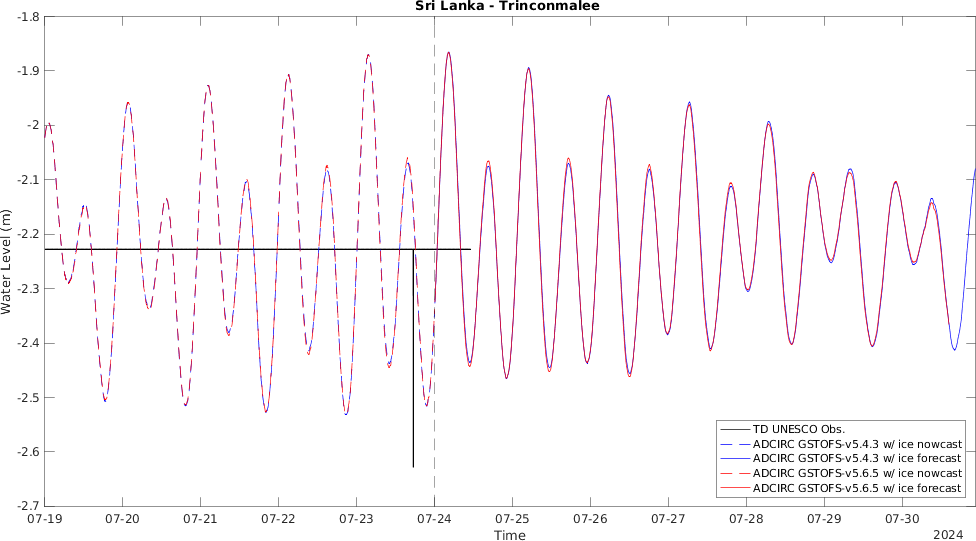 Sri Lanka - Trinconmalee
-1.8
-1.9
-2
-2.1
-2.2
-2.3
-2.4
-2.5
-2.6
-2.7
Water Level (m)
TD UNESCO Obs.
ADCIRC GSTOFS-v5.4.3 w/ ice nowcast
ADCIRC GSTOFS-v5.4.3 w/ ice forecast
ADCIRC GSTOFS-v5.6.5 w/ ice nowcast
ADCIRC GSTOFS-v5.6.5 w/ ice forecast
07-19 07-20 07-21 07-22 07-23 07-24 07-25 07-26 07-27 07-28 07-29 07-30
Time
2024